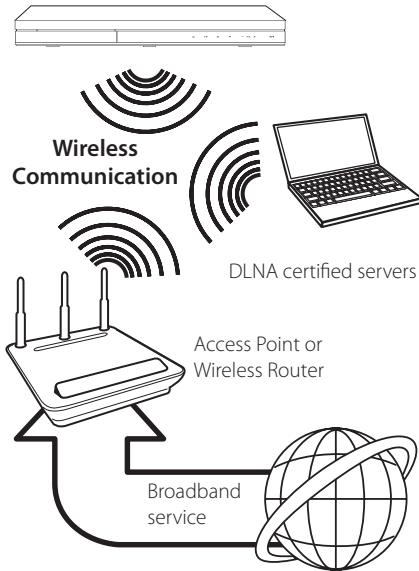 Wireless
Communication
DLNA certified servers
Access Point or
Wireless Router
Broadband
service